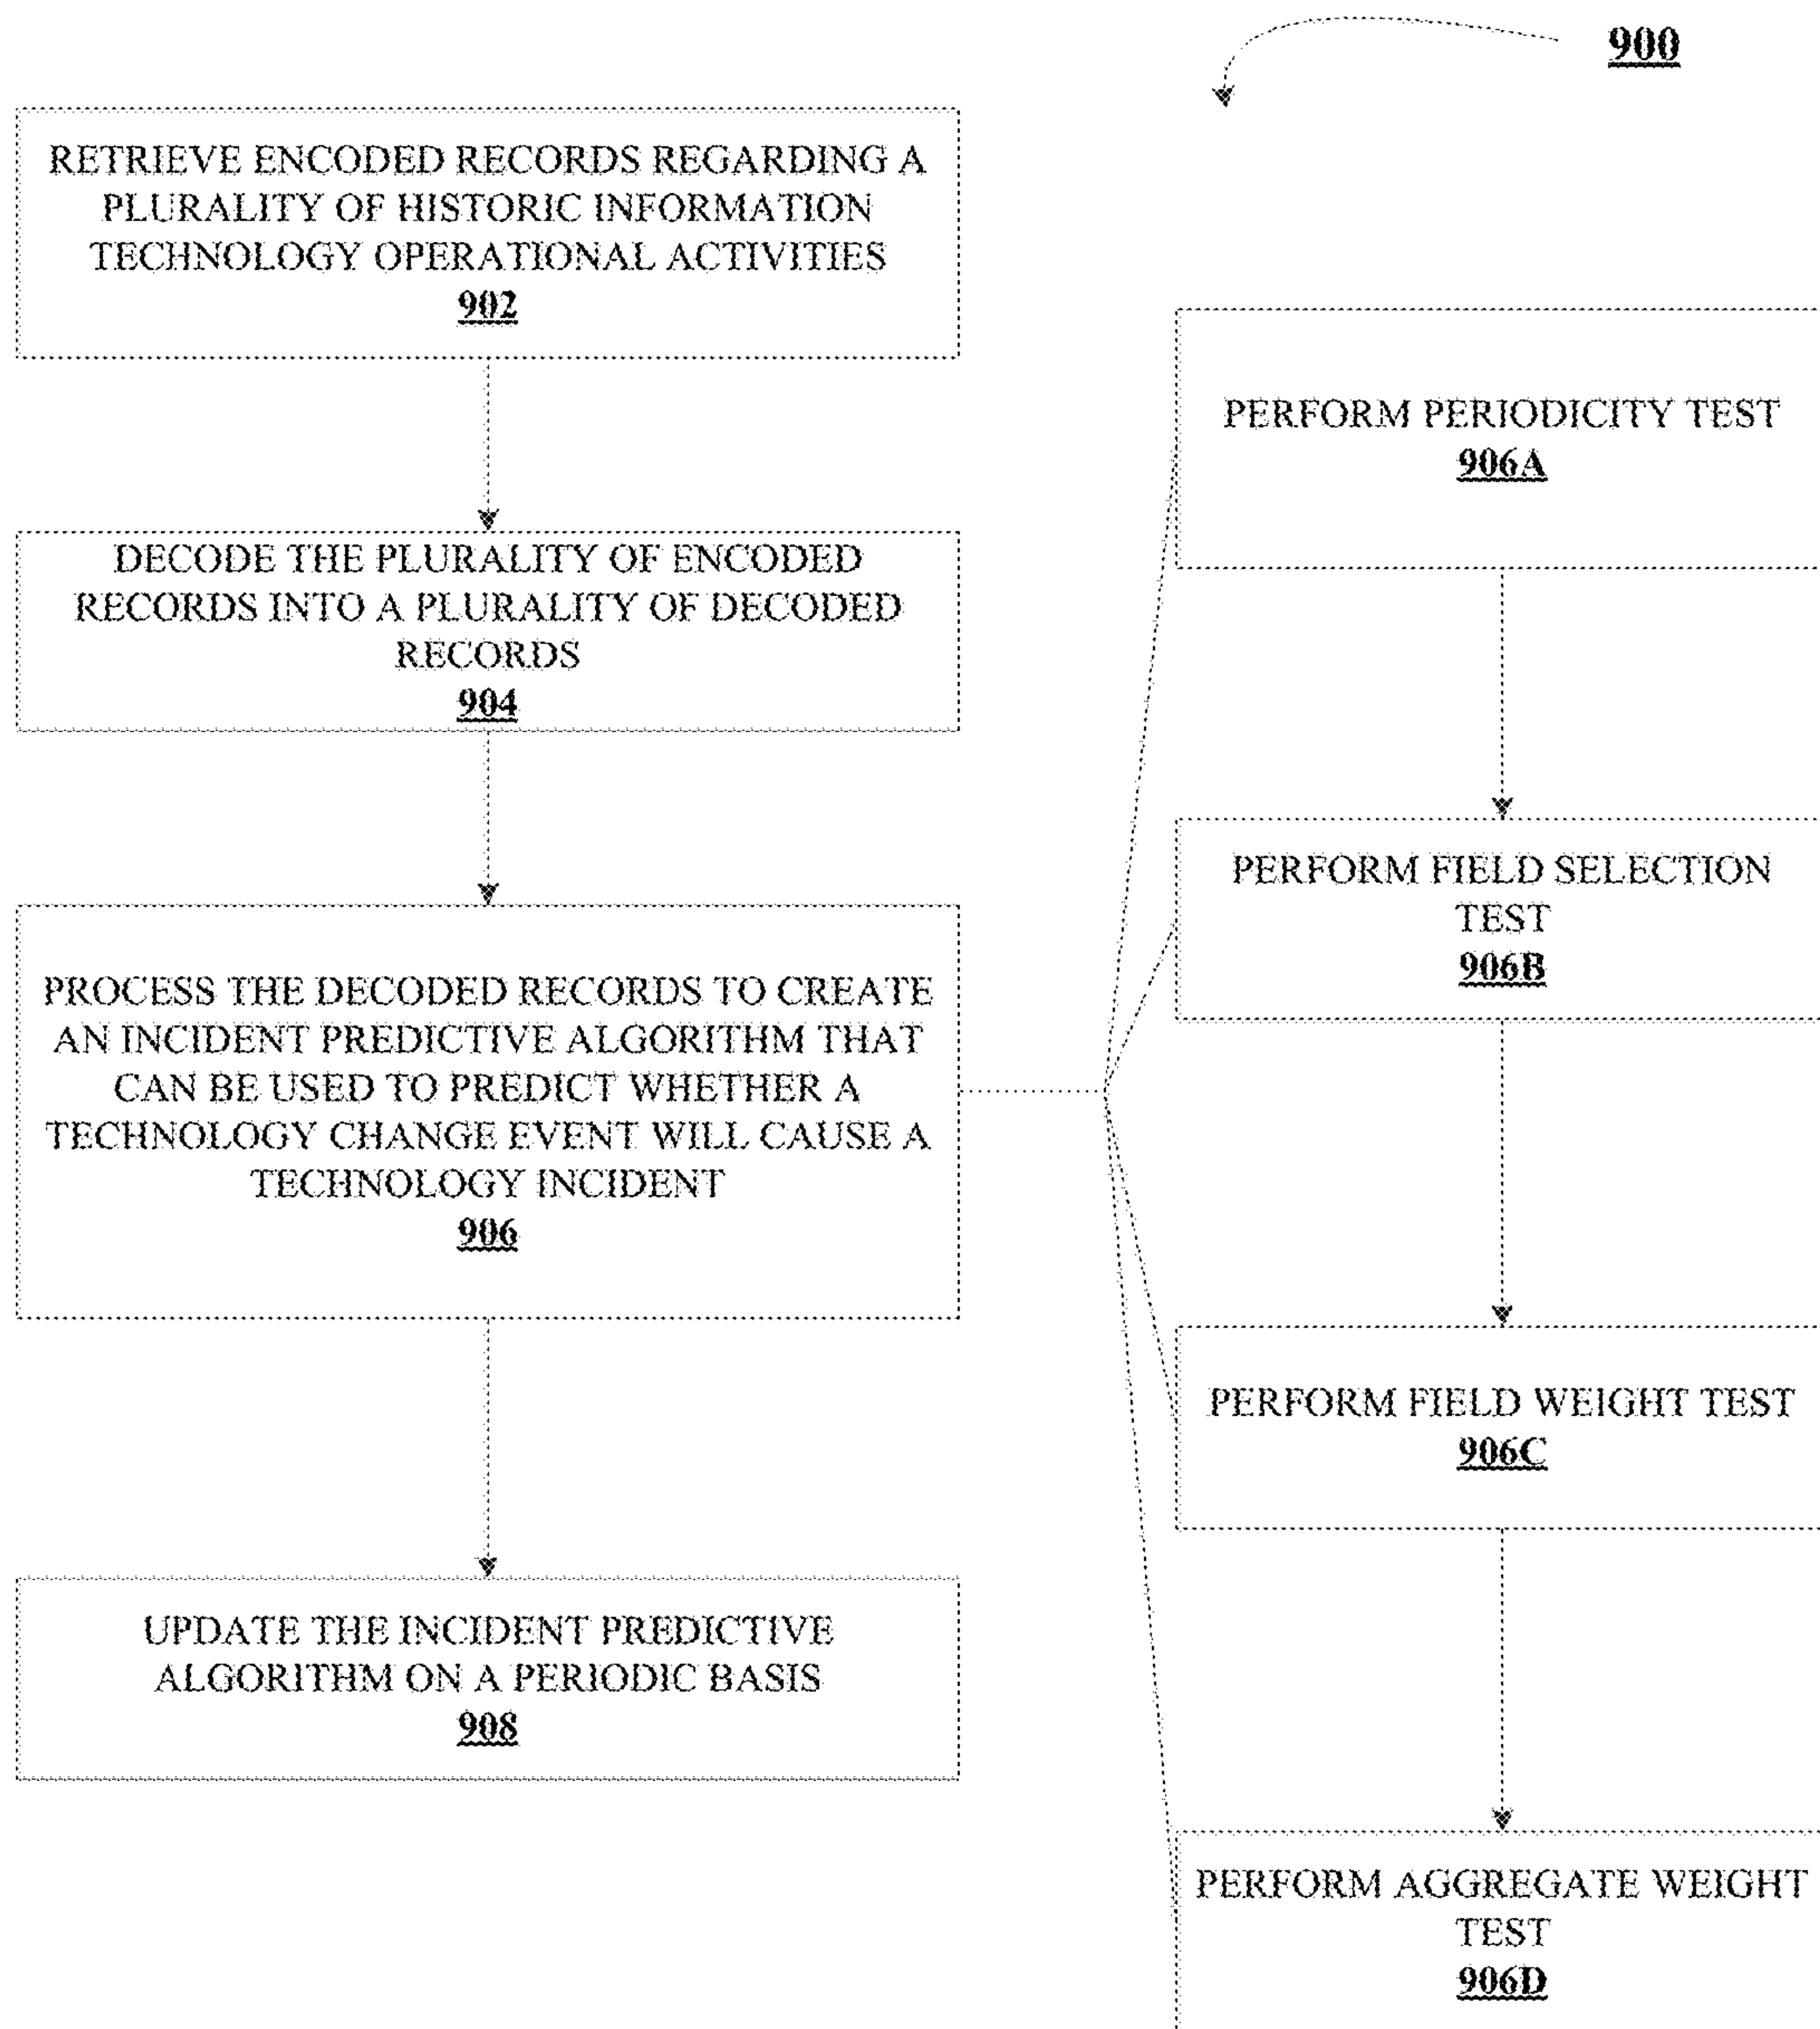 900
RETRIEVE ENCODED RECORDS REGARDING A
PLURALITY OF HISTORIC INFORMATION
TECHNOLOGY OPERATIONAL ACTIVITIES
902
DECODE THE PLURALITY OF ENCODED
RECORDS INTO A PLURALITY OF DECODED
RECORDS
904
PROCESS THE DECODED RECORDS TO CREATE
AN INCIDENT PREDICTIVE ALGORITHM THAT
CAN BE USED TO PREDICT WHETHER A
TECHNOLOGY CHANGE EVENT WILL CAUSE A
TECHNOLOGY INCIDENT
906
UPDATE THE INCIDENT PREDICTIVE
ALGORITHM ON A PERIODIC BASIS
908
PERFORM PERIODICITY TEST
906A
PERFORM FIELD SELECTION
TEST
906B
PERFORM FIELD WEIGHT TEST
906C
PERFORM AGGREGATE WEIGHT
TEST
906D